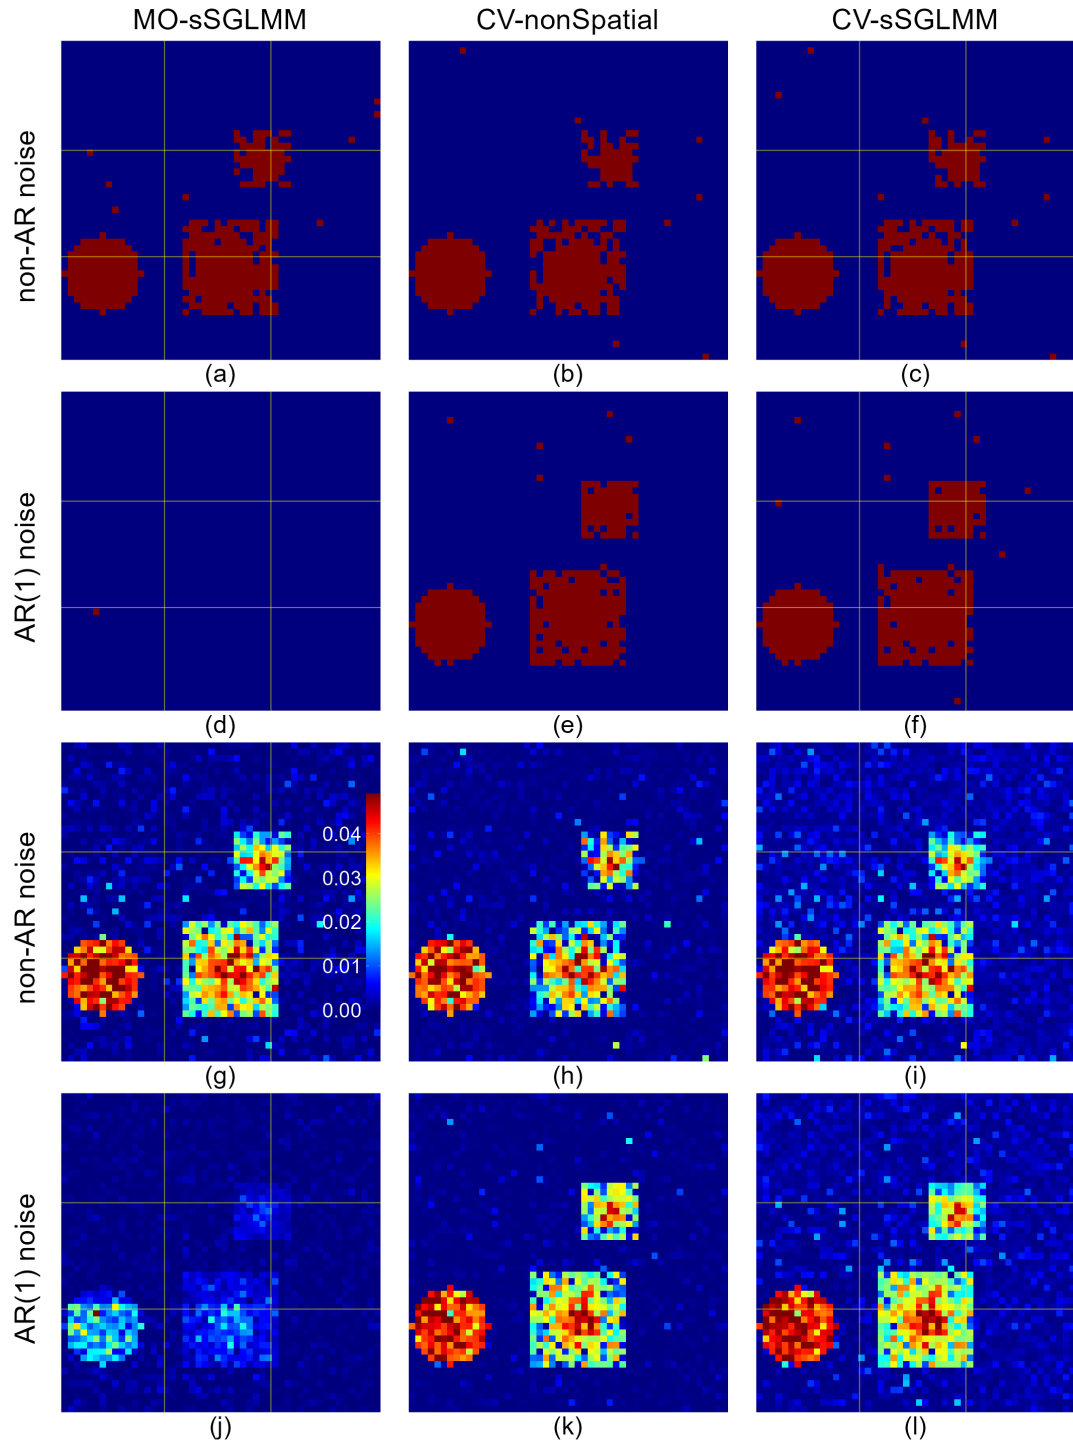 MO-sSGLMM
CV-nonSpatial
CV-sSGLMM
non-AR noise
(a)
(b)
(c)
AR(1) noise
(d)
(e)
(f)
non-AR noise
0.04
0.03
0.02
0.01
0.00
(g)
(h)
(i)
AR(1) noise
(j)
(k)
(l)